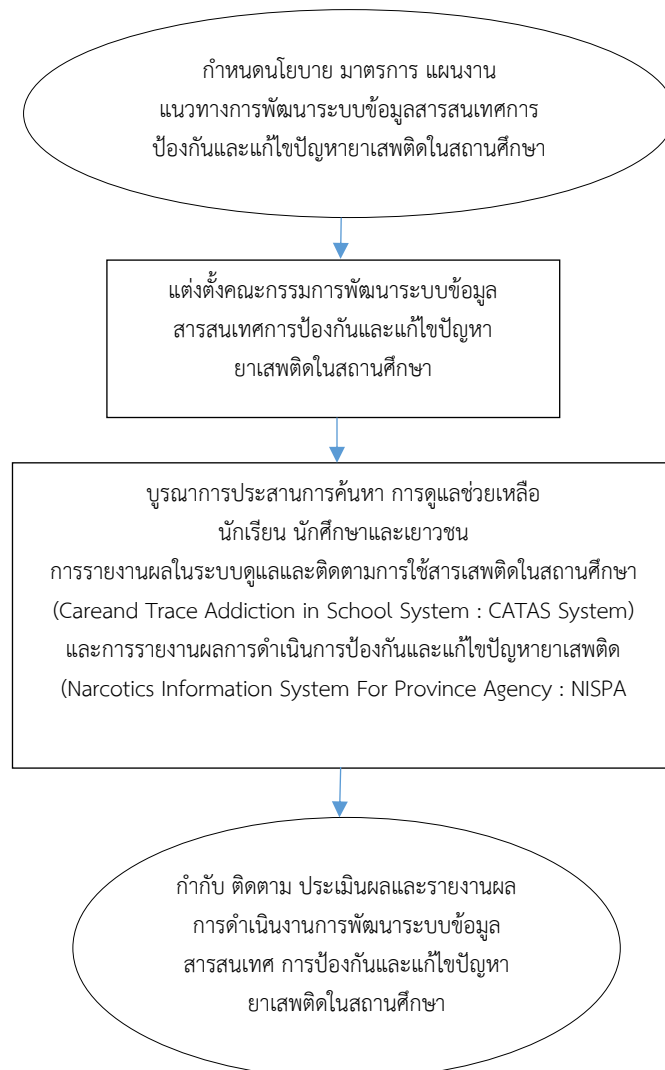 กำหนดนโยบาย มาตรการ แผนงาน
แนวทางการพัฒนาระบบข้อมูลสารสนเทศการ
ป้องกันและแก้ไขปัญหายาเสพติดในสถานศึกษา
แต่งตั้งคณะกรรมการพัฒนาระบบข้อมูล
สารสนเทศการป้องกันและแก้ไขปัญหา
ยาเสพติดในสถานศึกษา
บูรณาการประสานการค้นหา การดูแลช่วยเหลือ
นักเรียน นักศึกษาและเยาวชน
การรายงานผลในระบบดูแลและติดตามการใช้สารเสพติดในสถานศึกษา
(Careand Trace Addiction in School System : CATAS System)
และการรายงานผลการดำเนินการป้องกันและแก้ไขปัญหายาเสพติด
(Narcotics Information System For Province Agency : NISPA
กำกับ ติดตาม ประเมินผลและรายงานผล
การดำเนินงานการพัฒนาระบบข้อมูล
สารสนเทศ การป้องกันและแก้ไขปัญหา
ยาเสพติดในสถานศึกษา